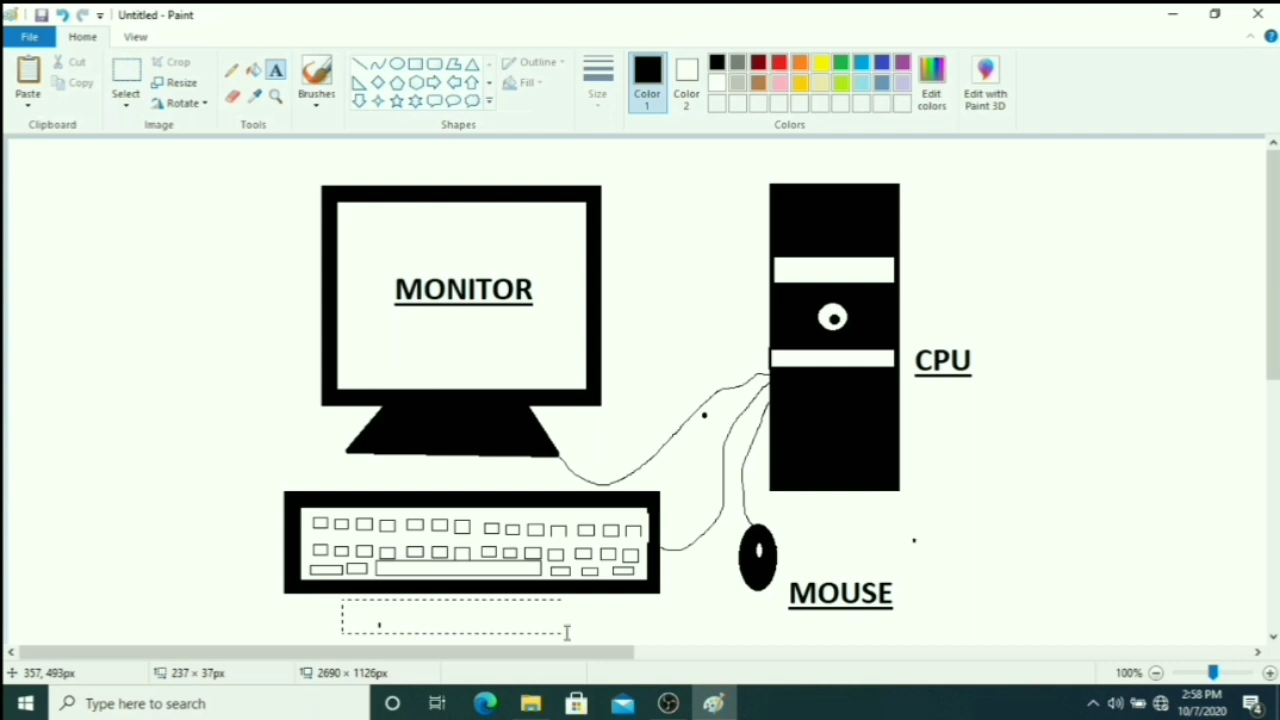 Untitled - Paint
File Home View
Paste
Cut
Copy
Clipboard
Select
Crop
Resize
Rotate
Image
A
Tools
Brushes
Shapes
Outline
Fill
Size
Color 1
Color 2
Colors
Edit colors
Edit with Paint 3D
MONITOR
CPU
MOUSE
357, 493px
237 × 37px
2690 × 1126px
100%
Type here to search
2:58 PM
10/7/2020
4